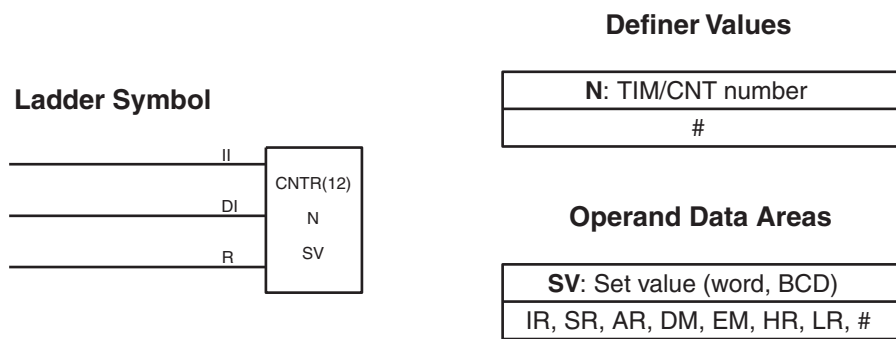 Ladder Symbol
II
DI
R
CNTR(12)
N
SV
Definer Values
N: TIM/CNT number
#
Operand Data Areas
SV: Set value (word, BCD)
IR, SR, AR, DM, EM, HR, LR, #